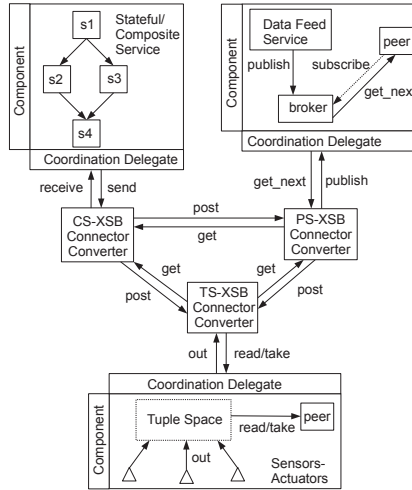 Component
s1
Stateful/
Composite
Service
s2
s3
s4
Coordination Delegate
Component
Data Feed
Service
peer
publish
subscribe
get_next
broker
Coordination Delegate
receive
send
get_next
publish
CS-XSB
Connector
Converter
post
get
PS-XSB
Connector
Converter
post
get
get
post
TS-XSB
Connector
Converter
out
read/take
Coordination Delegate
Component
Tuple Space
peer
read/take
out
Sensors-
Actuators